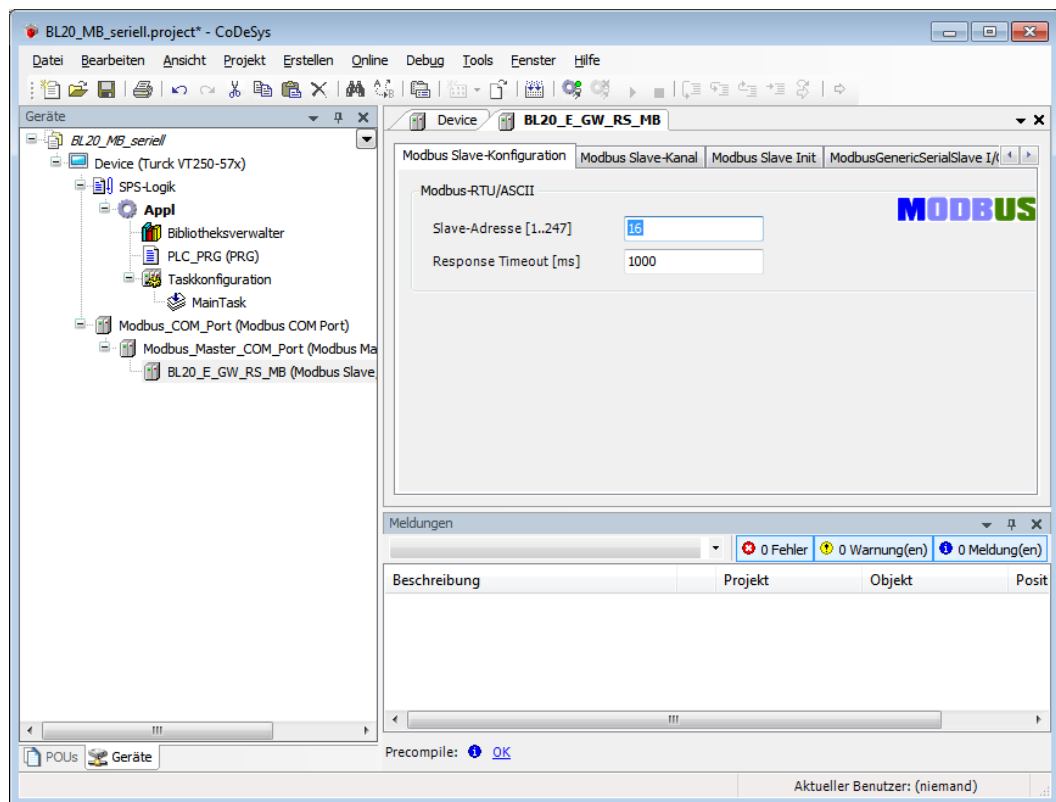 BL20_MB_seriell.project* - CoDeSys
Datei Bearbeiten Ansicht Projekt Erstellen Online Debug Tools Fenster Hilfe
Geräte
BL20_MB_seriell
Device (Turck VT250-57x)
SPS-Logik
Appl
Bibliotheksverwalter
PLC_PRG (PRG)
Taskkonfiguration
MainTask
Modbus_COM_Port (Modbus COM Port)
Modbus_Master_COM_Port (Modbus Ma
BL20_E_GW_RS_MB (Modbus Slave,
POUs Geräte
Device BL20_E_GW_RS_MB
Modbus Slave-Konfiguration Modbus Slave-Kanal Modbus Slave Init ModbusGenericSerialSlave I/(
Modbus-RTU/ASCII
MODBUS
Slave-Adresse [1..247] 16
Response Timeout [ms] 1000
Meldungen
0 Fehler 0 Warnung(en) 0 Meldung(en)
Beschreibung Projekt Objekt Posit
Precompile: OK
Aktueller Benutzer: (niemand)